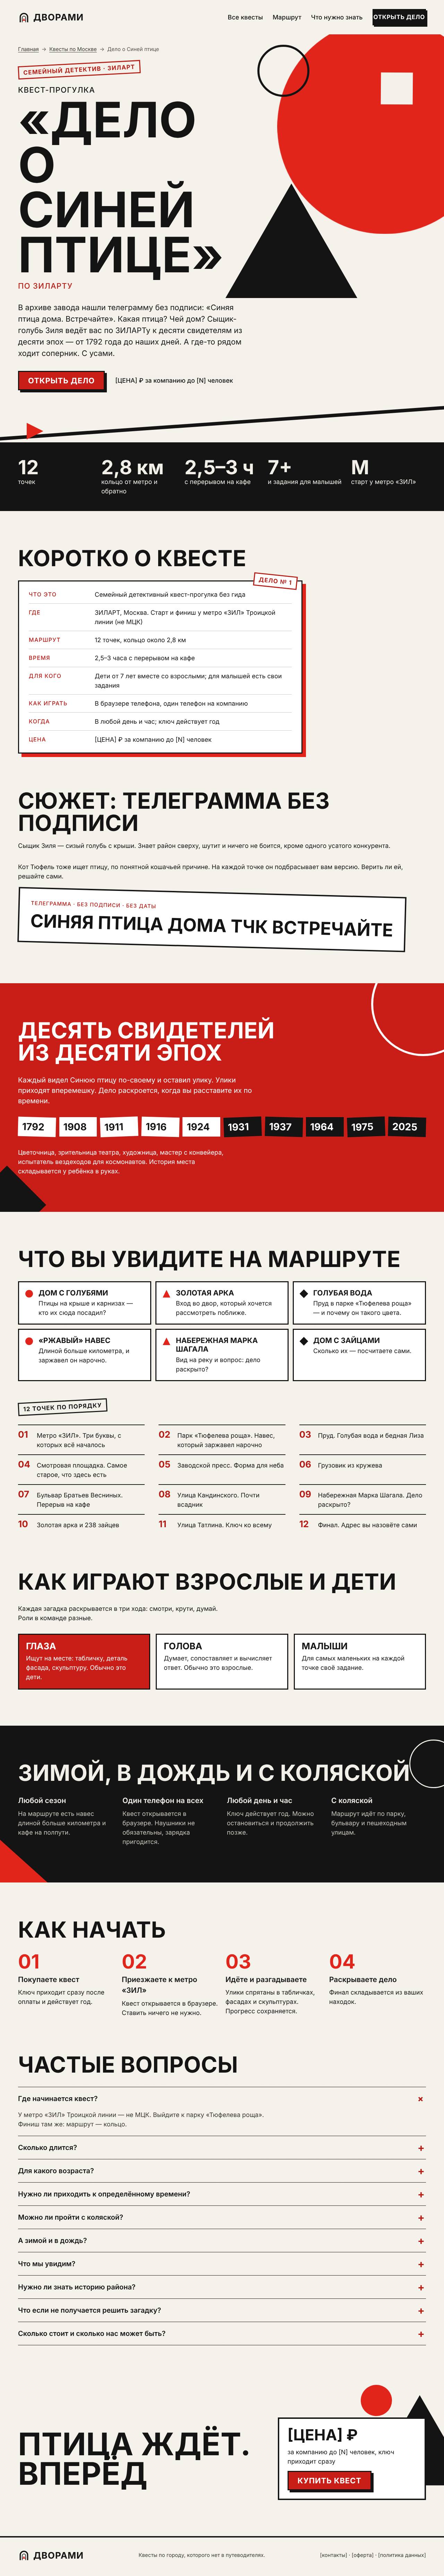 ДВОРАМИ
Все квесты Маршрут Что нужно знать ОТКРЫТЬ ДЕЛО
Главная → Квесты по Москве → Дело о Синей птице
СЕМЕЙНЫЙ ДЕТЕКТИВ · ЗИЛАРТ
КВЕСТ-ПРОГУЛКА
«ДЕЛО
О
СИНЕЙ
ПТИЦЕ»
ПО ЗИЛАРТУ
В архиве завода нашли телеграмму без подписи: «Синяя
птица дома. Встречайте». Какая птица? Чей дом? Сыщик-
голубь Зиля ведёт вас по ЗИЛАРТу к десяти свидетелям из
десяти эпох — от 1792 года до наших дней. А где-то рядом
ходит соперник. С усами.
ОТКРЫТЬ ДЕЛО
[ЦЕНА] ₽ за компанию до [N] человек
12
точек
2,8 км
кольцо от метро и
обратно
2,5–3 ч
с перерывом на кафе
7+
и задания для малышей
М
старт у метро «ЗИЛ»
КОРОТКО О КВЕСТЕ
ДЕЛО № 1
ЧТО ЭТО Семейный детективный квест-прогулка без гида
ГДЕ ЗИЛАРТ, Москва. Старт и финиш у метро «ЗИЛ» Троицкой
линии (не МЦК)
МАРШРУТ 12 точек, кольцо около 2,8 км
ВРЕМЯ 2,5–3 часа с перерывом на кафе
ДЛЯ КОГО Дети от 7 лет вместе со взрослыми; для малышей есть свои
задания
КАК ИГРАТЬ В браузере телефона, один телефон на компанию
КОГДА В любой день и час; ключ действует год
ЦЕНА [ЦЕНА] ₽ за компанию до [N] человек
СЮЖЕТ: ТЕЛЕГРАММА БЕЗ
ПОДПИСИ
Сыщик Зиля — сизый голубь с крыши. Знает район сверху, шутит и ничего не боится, кроме одного усатого конкурента.
Кот Тюфель тоже ищет птицу, по понятной кошачьей причине. На каждой точке он подбрасывает вам версию. Верить ли ей,
решайте сами.
ТЕЛЕГРАММА · БЕЗ ПОДПИСИ · БЕЗ ДАТЫ
СИНЯЯ ПТИЦА ДОМА ТЧК ВСТРЕЧАЙТЕ
ДЕСЯТЬ СВИДЕТЕЛЕЙ
ИЗ ДЕСЯТИ ЭПОХ
Каждый видел Синюю птицу по-своему и оставил улику. Улики
приходят вперемешку. Дело раскроется, когда вы расставите их по
времени.
1792 1908 1911 1916 1924 1931 1937 1964 1975 2025
Цветочница, зрительница театра, художница, мастер с конвейера,
испытатель вездеходов для космонавтов. История места
складывается у ребёнка в руках.
ЧТО ВЫ УВИДИТЕ НА МАРШРУТЕ
ДОМ С ГОЛУБЯМИ
Птицы на крыше и карнизах —
кто их сюда посадил?
ЗОЛОТАЯ АРКА
Вход во двор, который хочется
рассмотреть поближе.
ГОЛУБАЯ ВОДА
Пруд в парке «Тюфелева роща»
— и почему он такого цвета.
«РЖАВЫЙ» НАВЕС
Длиной больше километра, и
заржавел он нарочно.
НАБЕРЕЖНАЯ МАРКА
ШАГАЛА
Вид на реку и вопрос: дело
раскрыто?
ДОМ С ЗАЙЦАМИ
Сколько их — посчитаете сами.
12 ТОЧЕК ПО ПОРЯДКУ
01 Метро «ЗИЛ». Три буквы, с
которых всё началось
02 Парк «Тюфелева роща». Навес,
который заржавел нарочно
03 Пруд. Голубая вода и бедная Лиза
04 Смотровая площадка. Самое
старое, что здесь есть
05 Заводской пресс. Форма для неба
06 Грузовик из кружева
07 Бульвар Братьев Весниных.
Перерыв на кафе
08 Улица Кандинского. Почти
всадник
09 Набережная Марка Шагала. Дело
раскрыто?
10 Золотая арка и 238 зайцев
11 Улица Татлина. Ключ ко всему
12 Финал. Адрес вы назовёте сами
КАК ИГРАЮТ ВЗРОСЛЫЕ И ДЕТИ
Каждая загадка раскрывается в три хода: смотри, крути, думай.
Роли в команде разные.
ГЛАЗА
Ищут на месте: табличку, деталь
фасада, скульптуру. Обычно это
дети.
ГОЛОВА
Думает, сопоставляет и вычисляет
ответ. Обычно это взрослые.
МАЛЫШИ
Для самых маленьких на каждой
точке своё задание.
ЗИМОЙ, В ДОЖДЬ И С КОЛЯСКОЙ
Любой сезон
На маршруте есть навес
длиной больше километра и
кафе на полпути.
Один телефон на всех
Квест открывается в
браузере. Наушники не
обязательны, зарядка
пригодится.
Любой день и час
Ключ действует год. Можно
остановиться и продолжить
позже.
С коляской
Маршрут идёт по парку,
бульвару и пешеходным
улицам.
КАК НАЧАТЬ
01
Покупаете квест
Ключ приходит сразу после
оплаты и действует год.
02
Приезжаете к метро
«ЗИЛ»
Квест открывается в браузере.
Ставить ничего не нужно.
03
Идёте и разгадываете
Улики спрятаны в табличках,
фасадах и скульптурах.
Прогресс сохраняется.
04
Раскрываете дело
Финал складывается из ваших
находок.
ЧАСТЫЕ ВОПРОСЫ
Где начинается квест? ×
У метро «ЗИЛ» Троицкой линии — не МЦК. Выйдите к парку «Тюфелева роща».
Финиш там же: маршрут — кольцо.
Сколько длится? +
Для какого возраста? +
Нужно ли приходить к определённому времени? +
Можно ли пройти с коляской? +
А зимой и в дождь? +
Что мы увидим? +
Нужно ли знать историю района? +
Что если не получается решить загадку? +
Сколько стоит и сколько нас может быть? +
ПТИЦА ЖДЁТ.
ВПЕРЁД
[ЦЕНА] ₽
за компанию до [N] человек, ключ
приходит сразу
КУПИТЬ КВЕСТ
ДВОРАМИ
Квесты по городу, которого нет в путеводителях.
[контакты] · [оферта] · [политика данных]